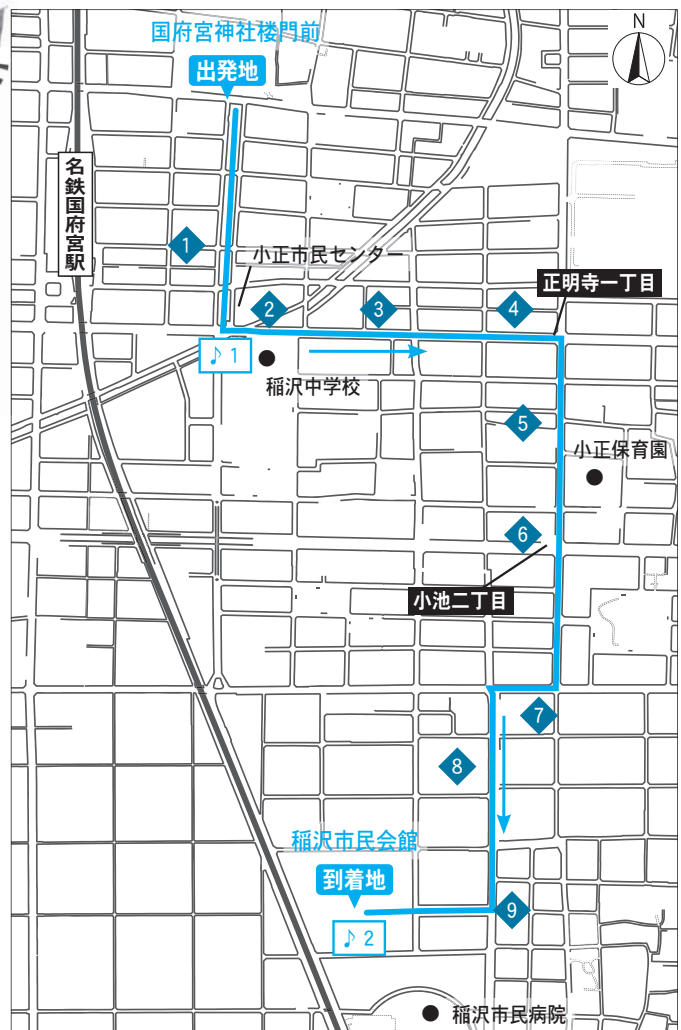 国府宮神社楼門前
N
出発地
名鉄国府宮駅
1
小正市民センター
正明寺一丁目
2
3
4
♪1
稲沢中学校
5
小正保育園
6
小池二丁目
7
8
稲沢市民会館
到着地
9
♪2
稲沢市民病院